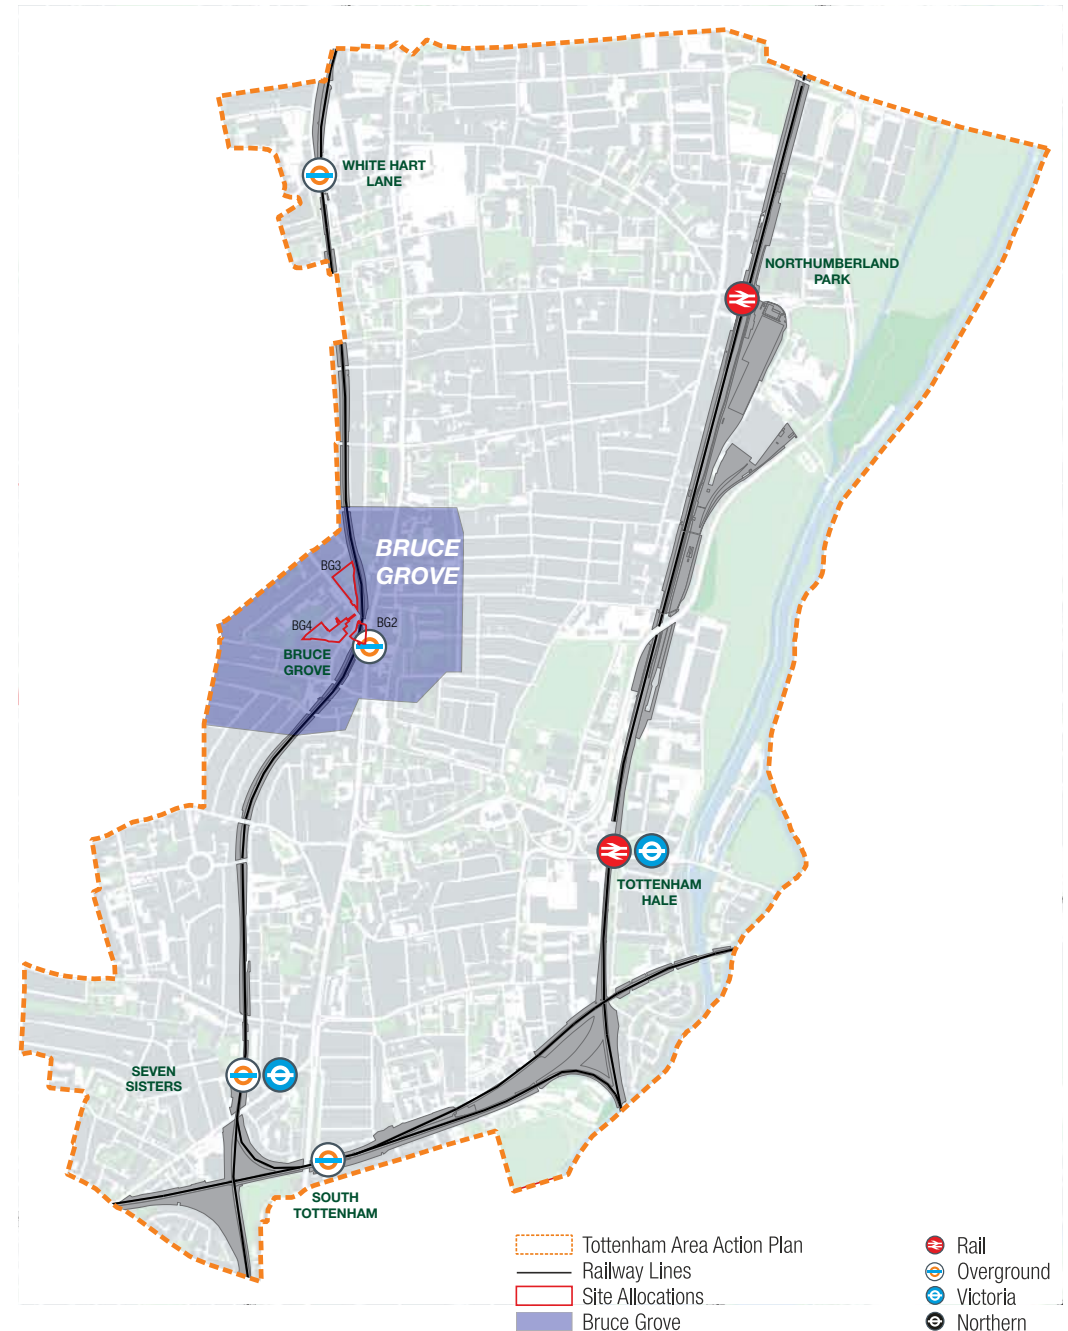 WHITE HART
LANE
NORTHUMBERLAND
PARK
BRUCE
GROVE
BG3
BG4
BG2
BRUCE
GROVE
TOTTENHAM
HALE
SEVEN
SISTERS
SOUTH
TOTTENHAM
Tottenham Area Action Plan
Railway Lines
Site Allocations
Bruce Grove
Rail
Overground
Victoria
Northern